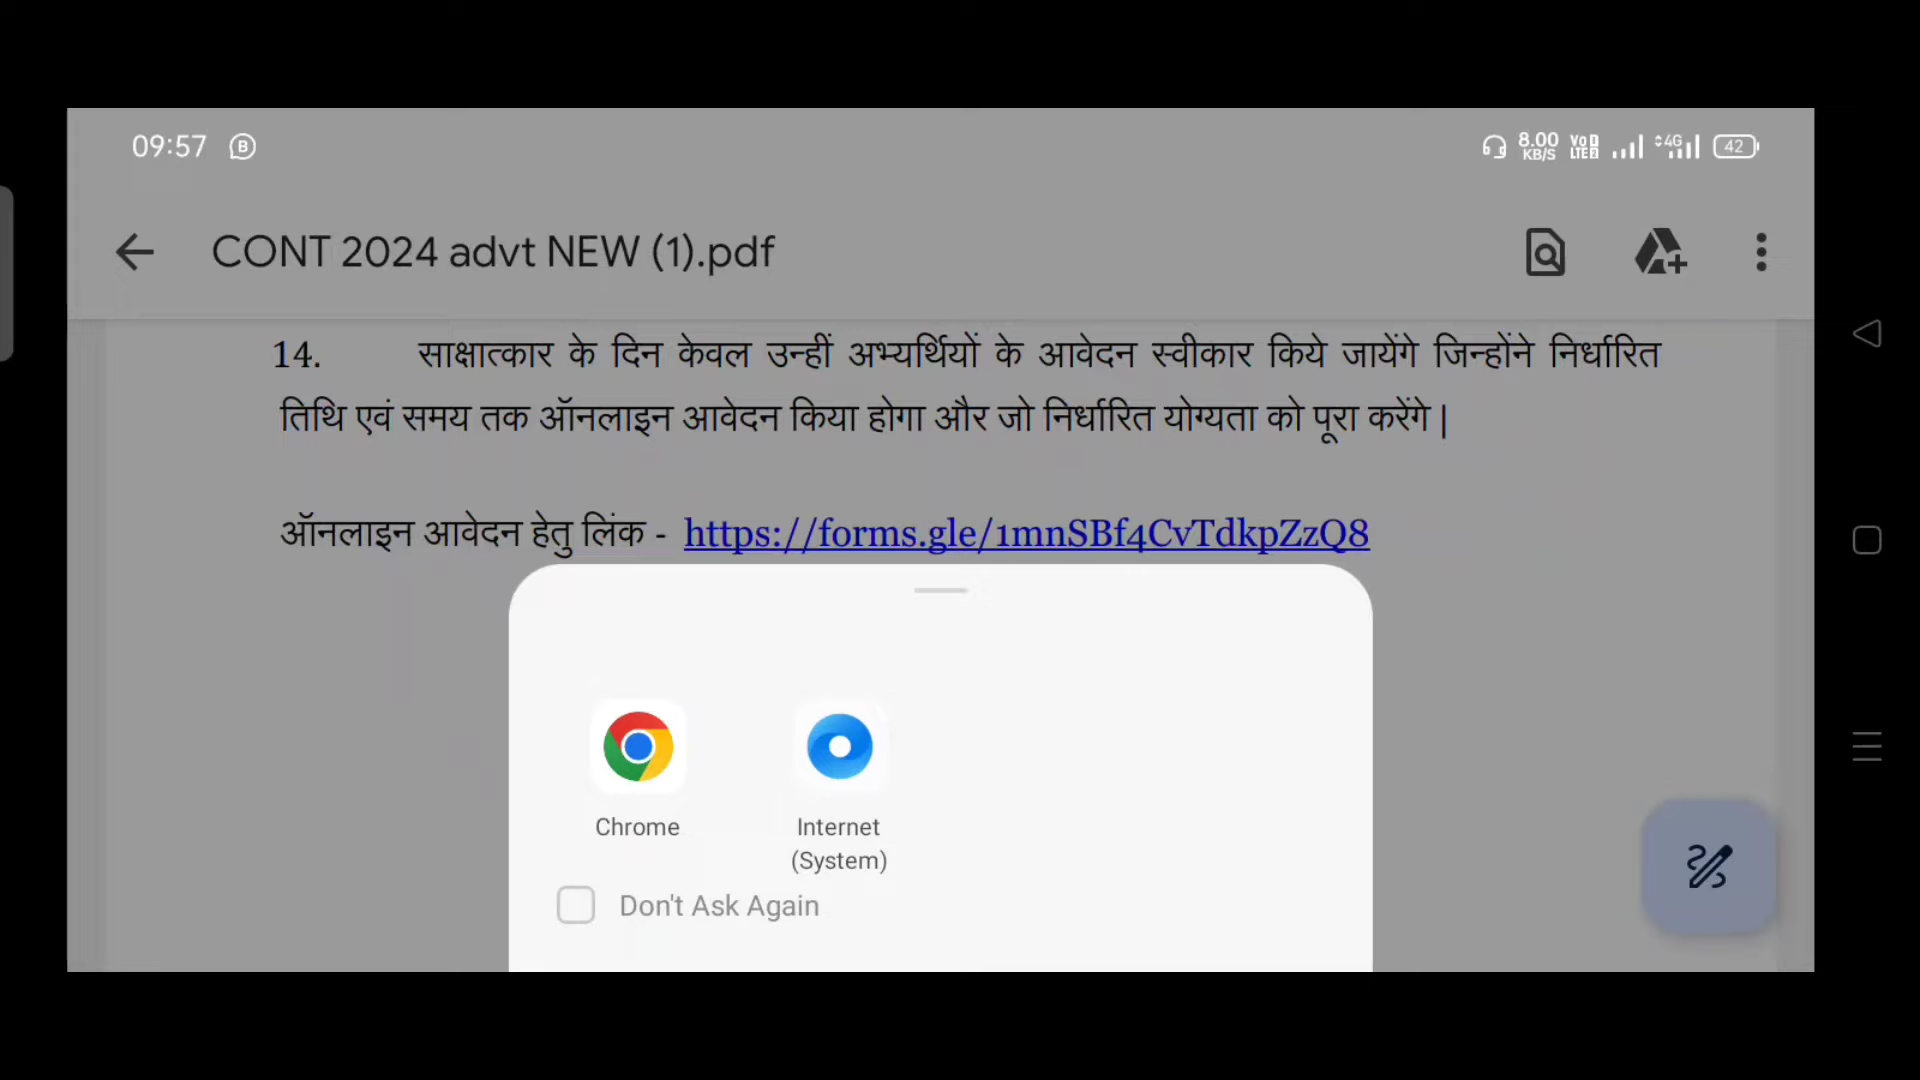 09:57
8.00 KB/S 4G 42
CONT 2024 advt NEW (1).pdf
14. साक्षात्कार के दिन केवल उन्हीं अभ्यर्थियों के आवेदन स्वीकार किये जायेंगे जिन्होंने निर्धारित
तिथि एवं समय तक ऑनलाइन आवेदन किया होगा और जो निर्धारित योग्यता को पूरा करेंगे |
ऑनलाइन आवेदन हेतु लिंक - https://forms.gle/1mnSBf4CvTdkpZzQ8
Chrome
Internet
(System)
Don't Ask Again